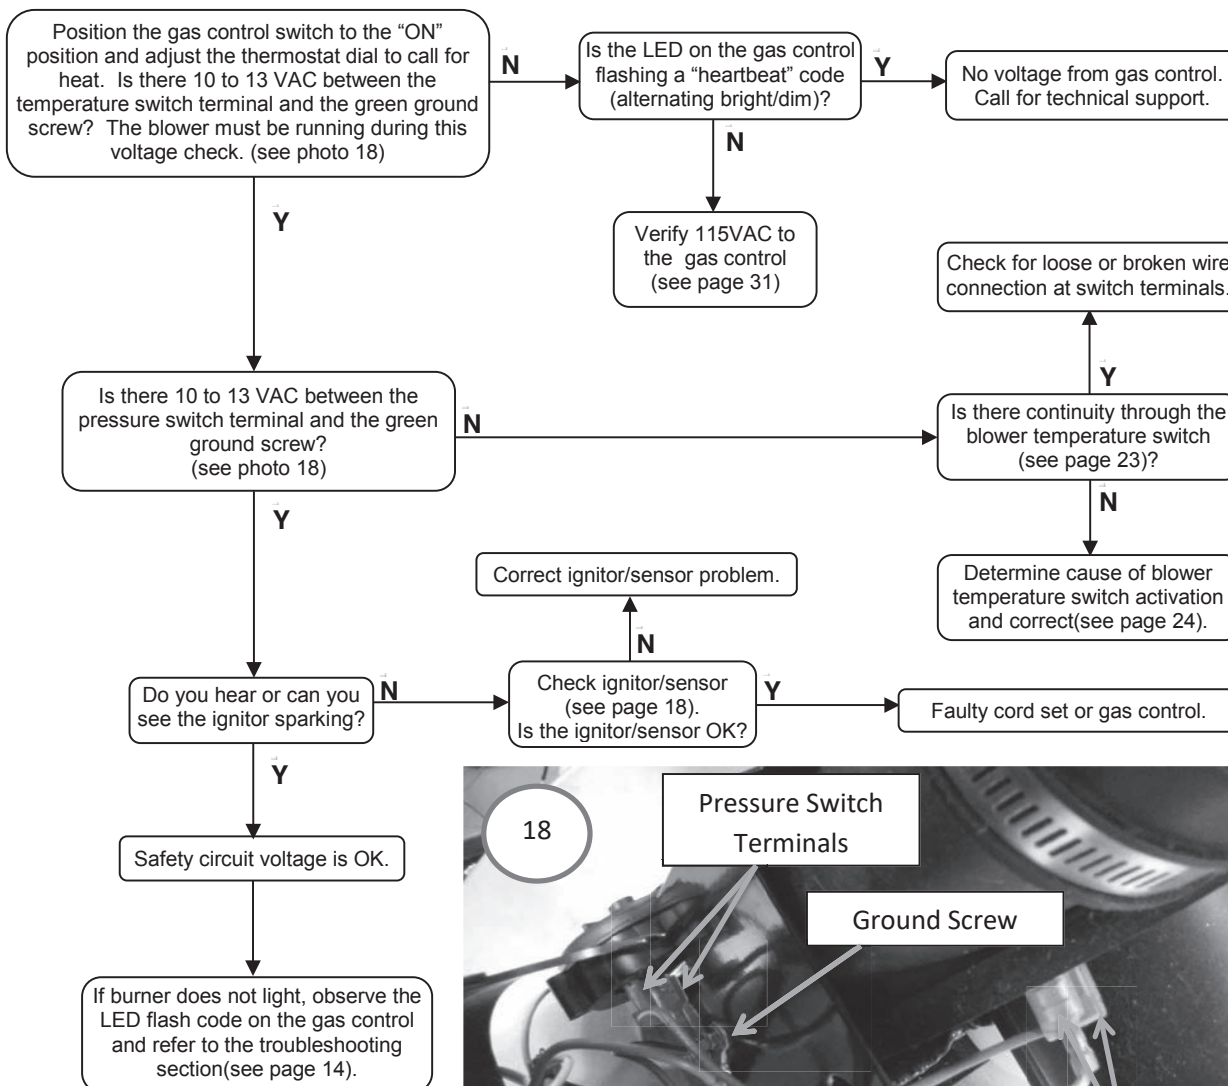 Position the gas control switch to the “ON”
position and adjust the thermostat dial to call for
heat. Is there 10 to 13 VAC between the
temperature switch terminal and the green ground
screw? The blower must be running during this
voltage check. (see photo 18)
N
Is the LED on the gas control
flashing a “heartbeat” code
(alternating bright/dim)?
Y
No voltage from gas control.
Call for technical support.
N
Y
Verify 115VAC to
the gas control
(see page 31)
Check for loose or broken wire
connection at switch terminals.
Y
Is there 10 to 13 VAC between the
pressure switch terminal and the green
ground screw?
(see photo 18)
N
Is there continuity through the
blower temperature switch
(see page 23)?
N
Y
Determine cause of blower
temperature switch activation
and correct(see page 24).
Correct ignitor/sensor problem.
N
Do you hear or can you
see the ignitor sparking?
N
Check ignitor/sensor
(see page 18).
Is the ignitor/sensor OK?
Y
Faulty cord set or gas control.
Y
Safety circuit voltage is OK.
If burner does not light, observe the
LED flash code on the gas control
and refer to the troubleshooting
section(see page 14).
18
Pressure Switch
Terminals
Ground Screw